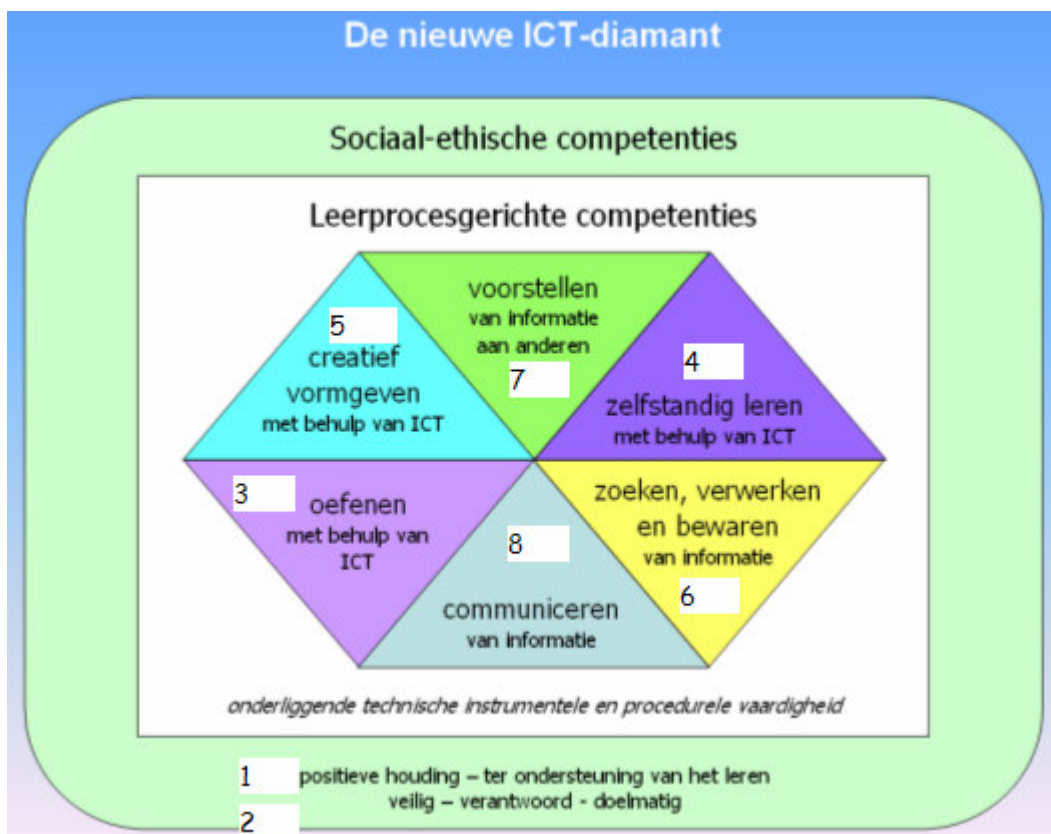 De nieuwe ICT-diamant
Sociaal-ethische competenties
Leerprocesgerichte competenties
5
creatief
vormgeven
met behulp van ICT
voorstellen
van informatie
aan anderen
7
4
zelfstandig leren
met behulp van ICT
3
oefenen
met behulp van
ICT
8
communiceren
van informatie
zoeken, verwerken
en bewaren
van informatie
6
onderliggende technische instrumentele en procedurele vaardigheid
1 positieve houding – ter ondersteuning van het leren
veilig – verantwoord - doelmatig
2